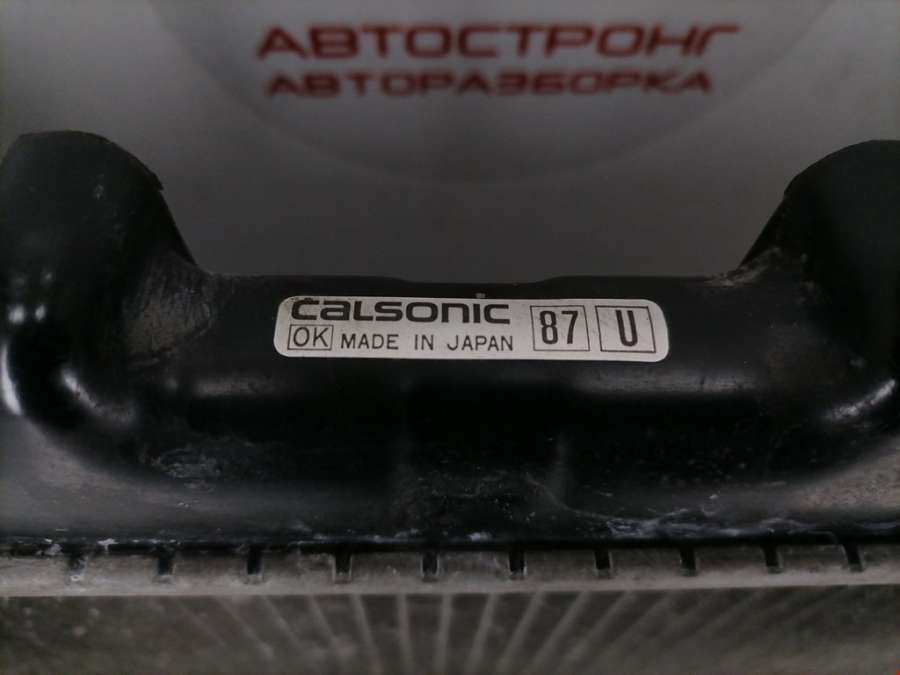 АВТОСТРОНГ
АВТОРАЗБОРКА
CALSONIC
OK MADE IN JAPAN 87 U